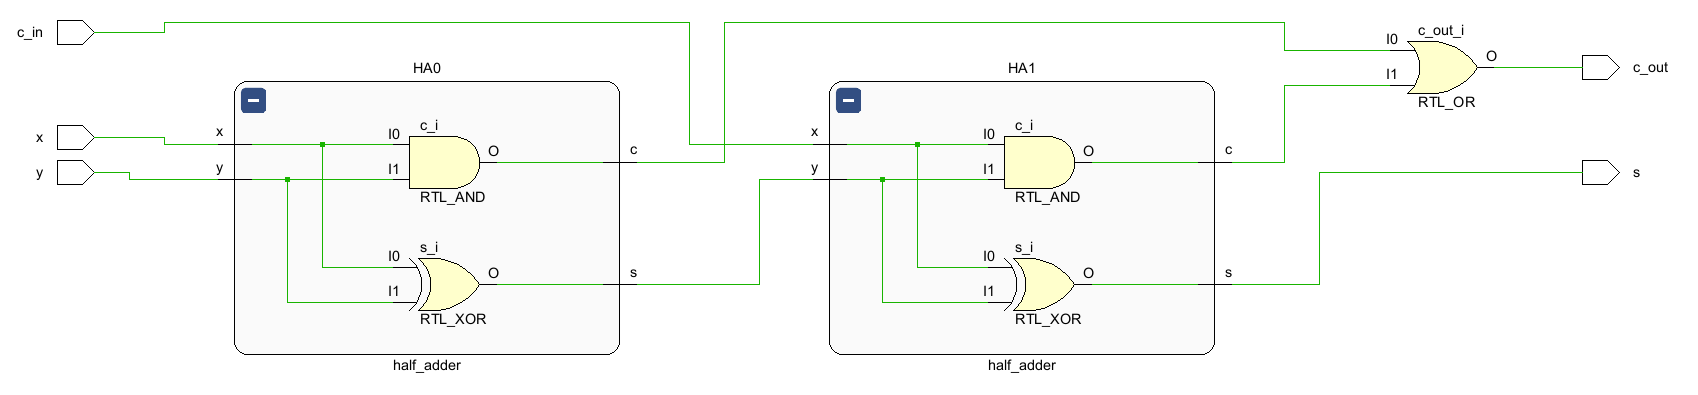 c_in
x
y
HA0
x
y
I0
I1
c_i
O
RTL_AND
c
I0
I1
s_i
O
RTL_XOR
s
half_adder
HA1
x
y
I0
I1
c_i
O
RTL_AND
c
I0
I1
s_i
O
RTL_XOR
s
half_adder
c_out_i
I0
I1
O
RTL_OR
c_out
s